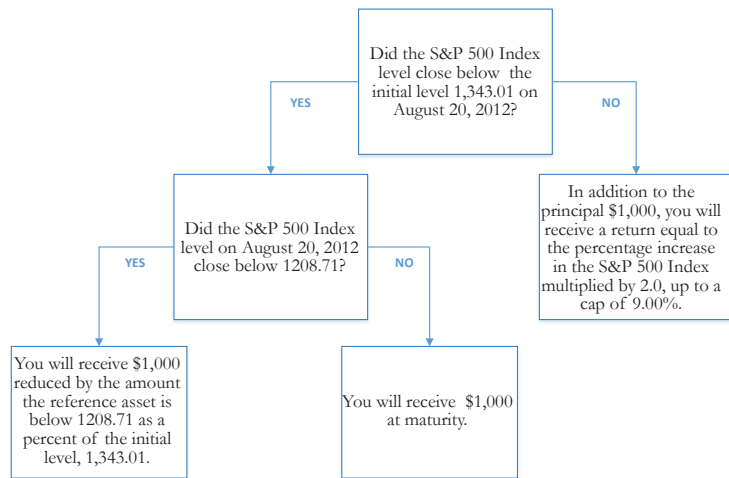 Did the S&P 500 Index
level close below the
initial level 1,343.01 on
August 20, 2012?
YES
NO
Did the S&P 500 Index
level on August 20, 2012
close below 1208.71?
In addition to the
principal $1,000, you will
receive a return equal to
the percentage increase
in the S&P 500 Index
multiplied by 2.0, up to a
cap of 9.00%.
YES
NO
You will receive $1,000
reduced by the amount
the reference asset is
below 1208.71 as a
percent of the initial
level, 1,343.01.
You will receive $1,000
at maturity.